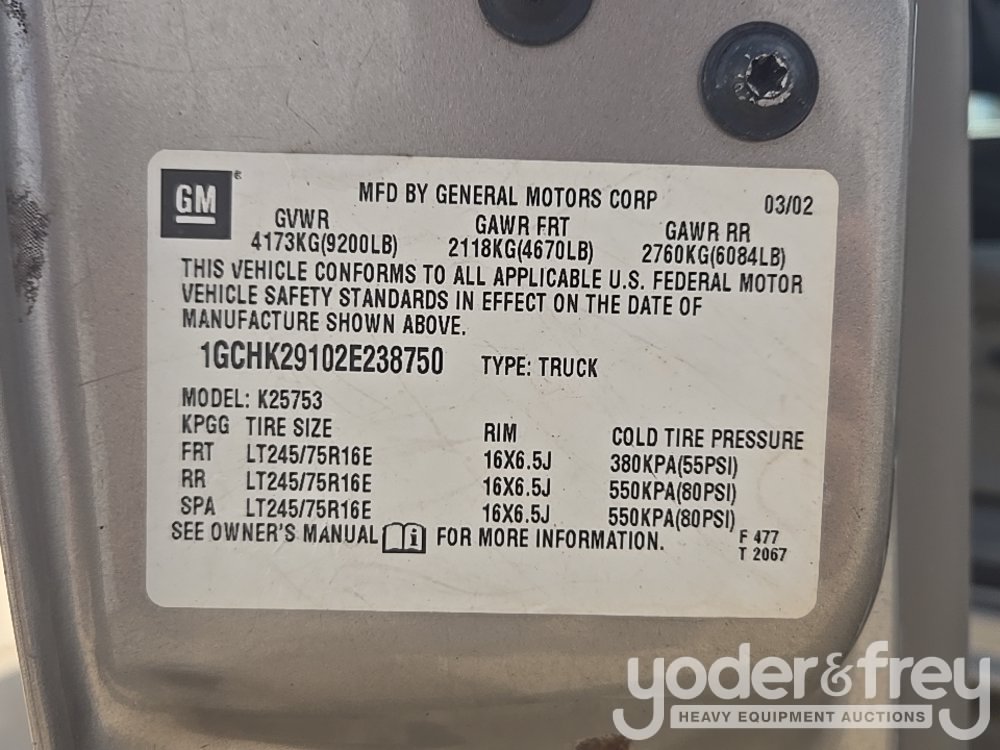 GM
MFD BY GENERAL MOTORS CORP 03/02
GVWR GAWR FRT GAWR RR
4173KG(9200LB) 2118KG(4670LB) 2760KG(6084LB)
THIS VEHICLE CONFORMS TO ALL APPLICABLE U.S. FEDERAL MOTOR
VEHICLE SAFETY STANDARDS IN EFFECT ON THE DATE OF
MANUFACTURE SHOWN ABOVE.
1GCHK29102E238750 TYPE: TRUCK
MODEL: K25753
KPGG TIRE SIZE RIM COLD TIRE PRESSURE
FRT LT245/75R16E 16X6.5J 380KPA(55PSI)
RR LT245/75R16E 16X6.5J 550KPA(80PSI)
SPA LT245/75R16E 16X6.5J 550KPA(80PSI)
SEE OWNER'S MANUAL i FOR MORE INFORMATION. F 477
T 2067
yoder&frey
HEAVY EQUIPMENT AUCTIONS